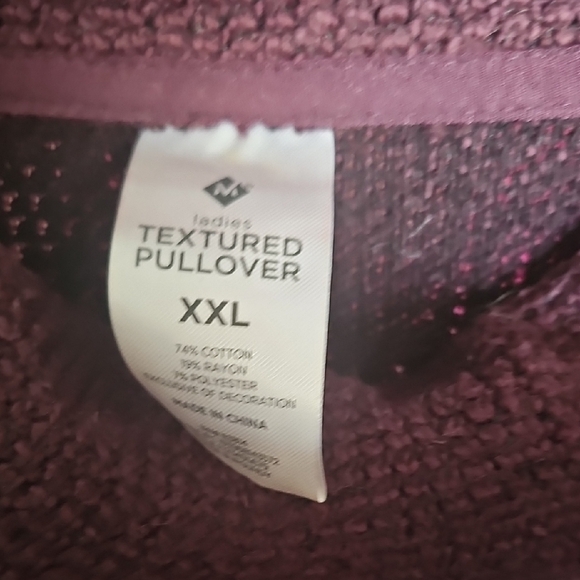 M
ladies
TEXTURED
PULLOVER
XXL
74% COTTON
19% RAYON
7% POLYESTER
EXCLUSIVE OF DECORATION
MADE IN CHINA